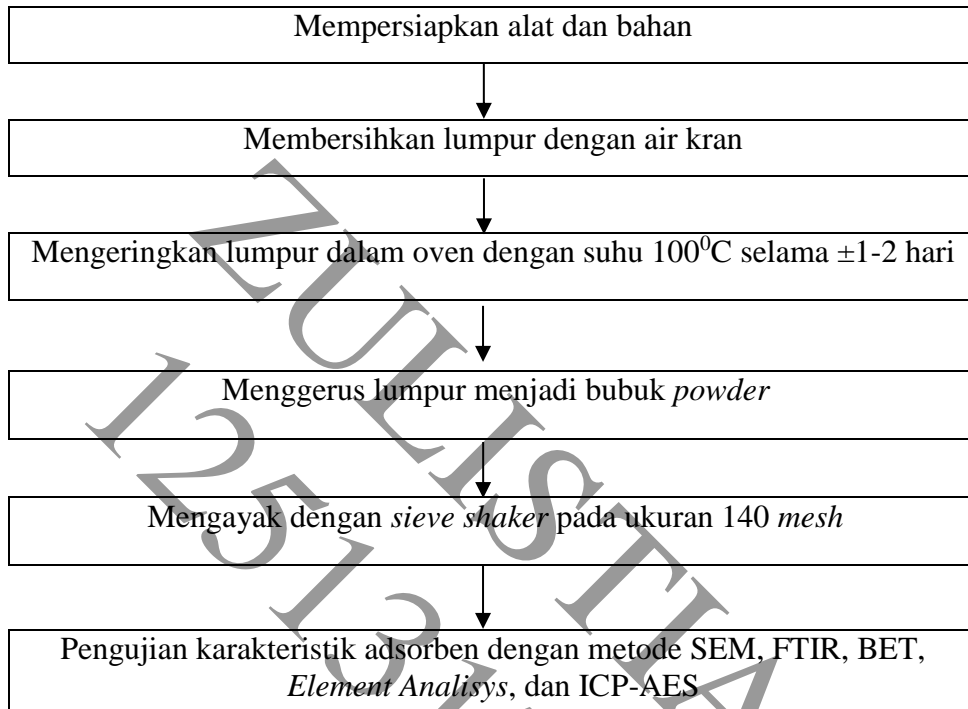 Mempersiapkan alat dan bahan
Membersihkan lumpur dengan air kran
Mengeringkan lumpur dalam oven dengan suhu 100⁰C selama ±1-2 hari
Menggerus lumpur menjadi bubuk powder
Mengayak dengan sieve shaker pada ukuran 140 mesh
Pengujian karakteristik adsorben dengan metode SEM, FTIR, BET,
Element Analisys, dan ICP-AES
ZULISTIA
12513